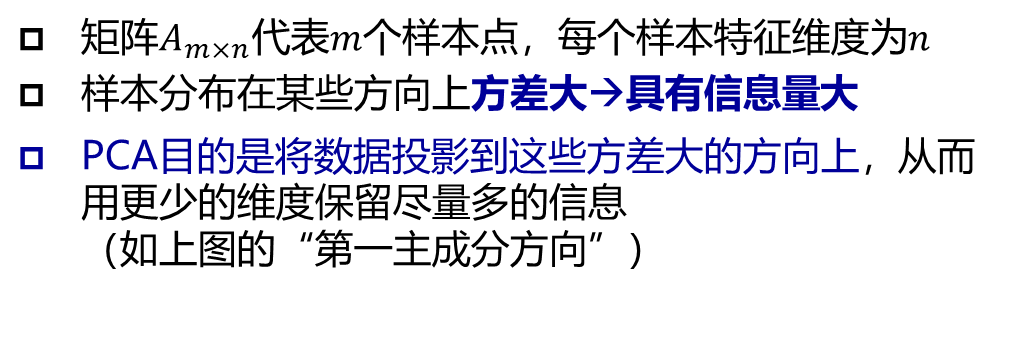 矩阵A_{m×n}代表m个样本点，每个样本特征维度为n
样本分布在某些方向上方差大→具有信息量大
PCA目的是将数据投影到这些方差大的方向上，从而
用更少的维度保留尽量多的信息
（如上图的“第一主成分方向”）